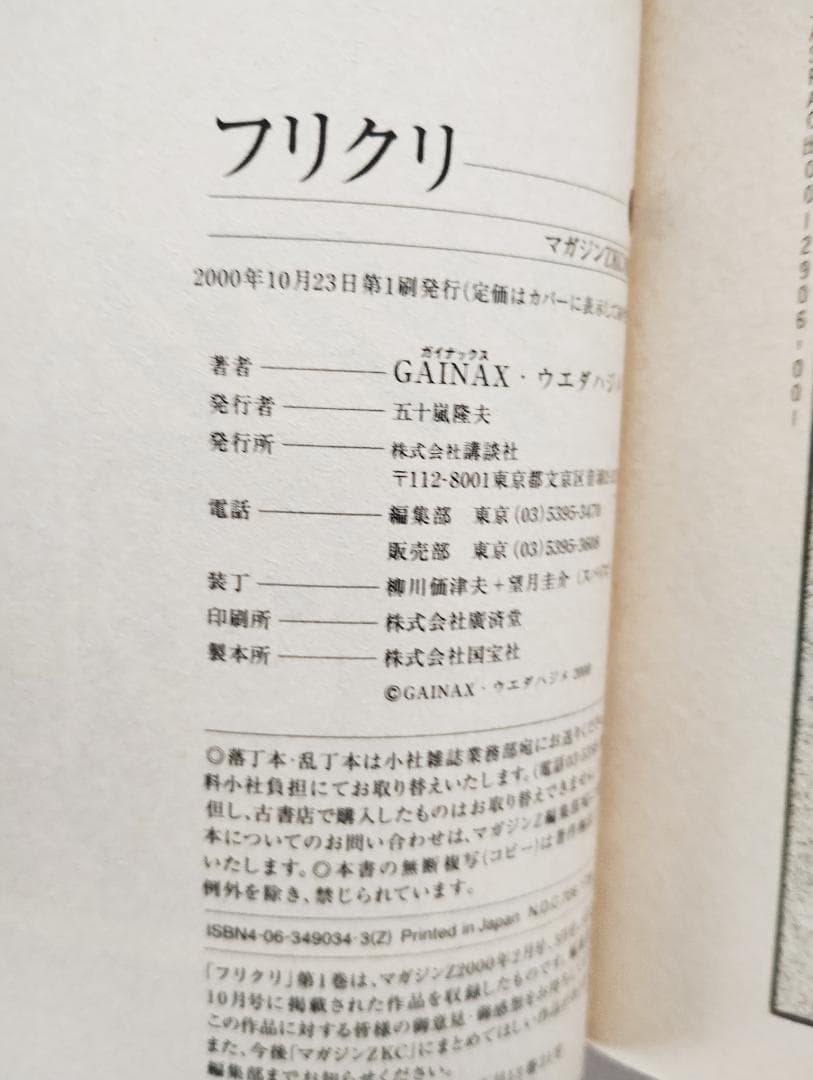 フリクリ
マガジンZKC
2000年10月23日第1刷発行(定価はカバーに表示して
著者 GAINAX・ウエダハジメ
ガイナックス
発行者 五十嵐隆夫
発行所 株式会社講談社
〒112-8001東京都文京区音羽
電話 編集部 東京(03)5395-3470
販売部 東京(03)5395-3608
装丁 柳川価津夫+望月圭介
印刷所 株式会社廣済堂
製本所 株式会社国宝社
©GAINAX・ウエダハジメ 2000
◎落丁本・乱丁本は小社雑誌業務部宛にお送りください
料小社負担にてお取り替えいたします。(電話03-
但し、古書店で購入したものはお取り替えできません
本についてのお問い合わせは、マガジンZ編集部宛
いたします。◎本書の無断複写(コピー)は著作権
例外を除き、禁じられています。
ISBN4-06-349034-3(Z) Printed in Japan N.D.C.
「フリクリ」第1巻は、マガジンZ2000年2月号、
10月号に掲載された作品を収録したものです。
この作品に対する皆様の御意見・御感想をお待ち
また、今後「マガジンZKC」にまとめてほしい作品
編集部までお知らせください。